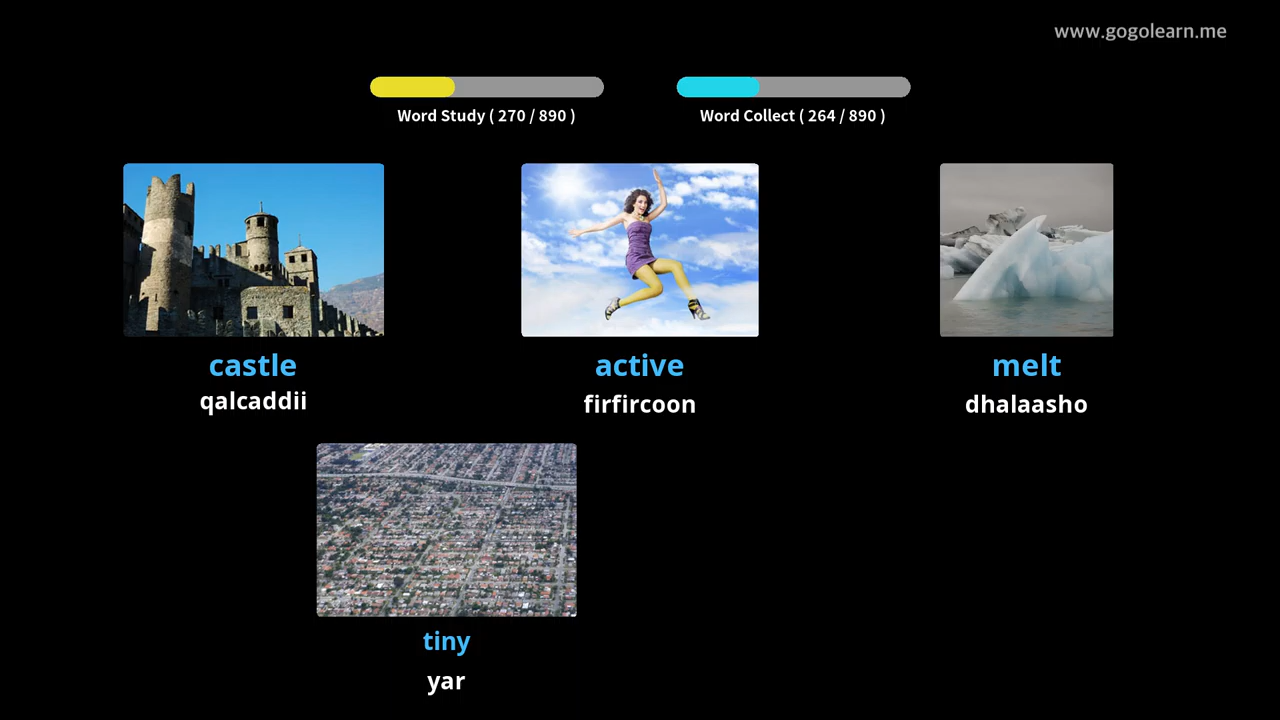 www.gogolearn.me
Word Study ( 270 / 890 )
Word Collect ( 264 / 890 )
castle
qalcaddii
active
firfircoon
melt
dhalaasho
tiny
yar